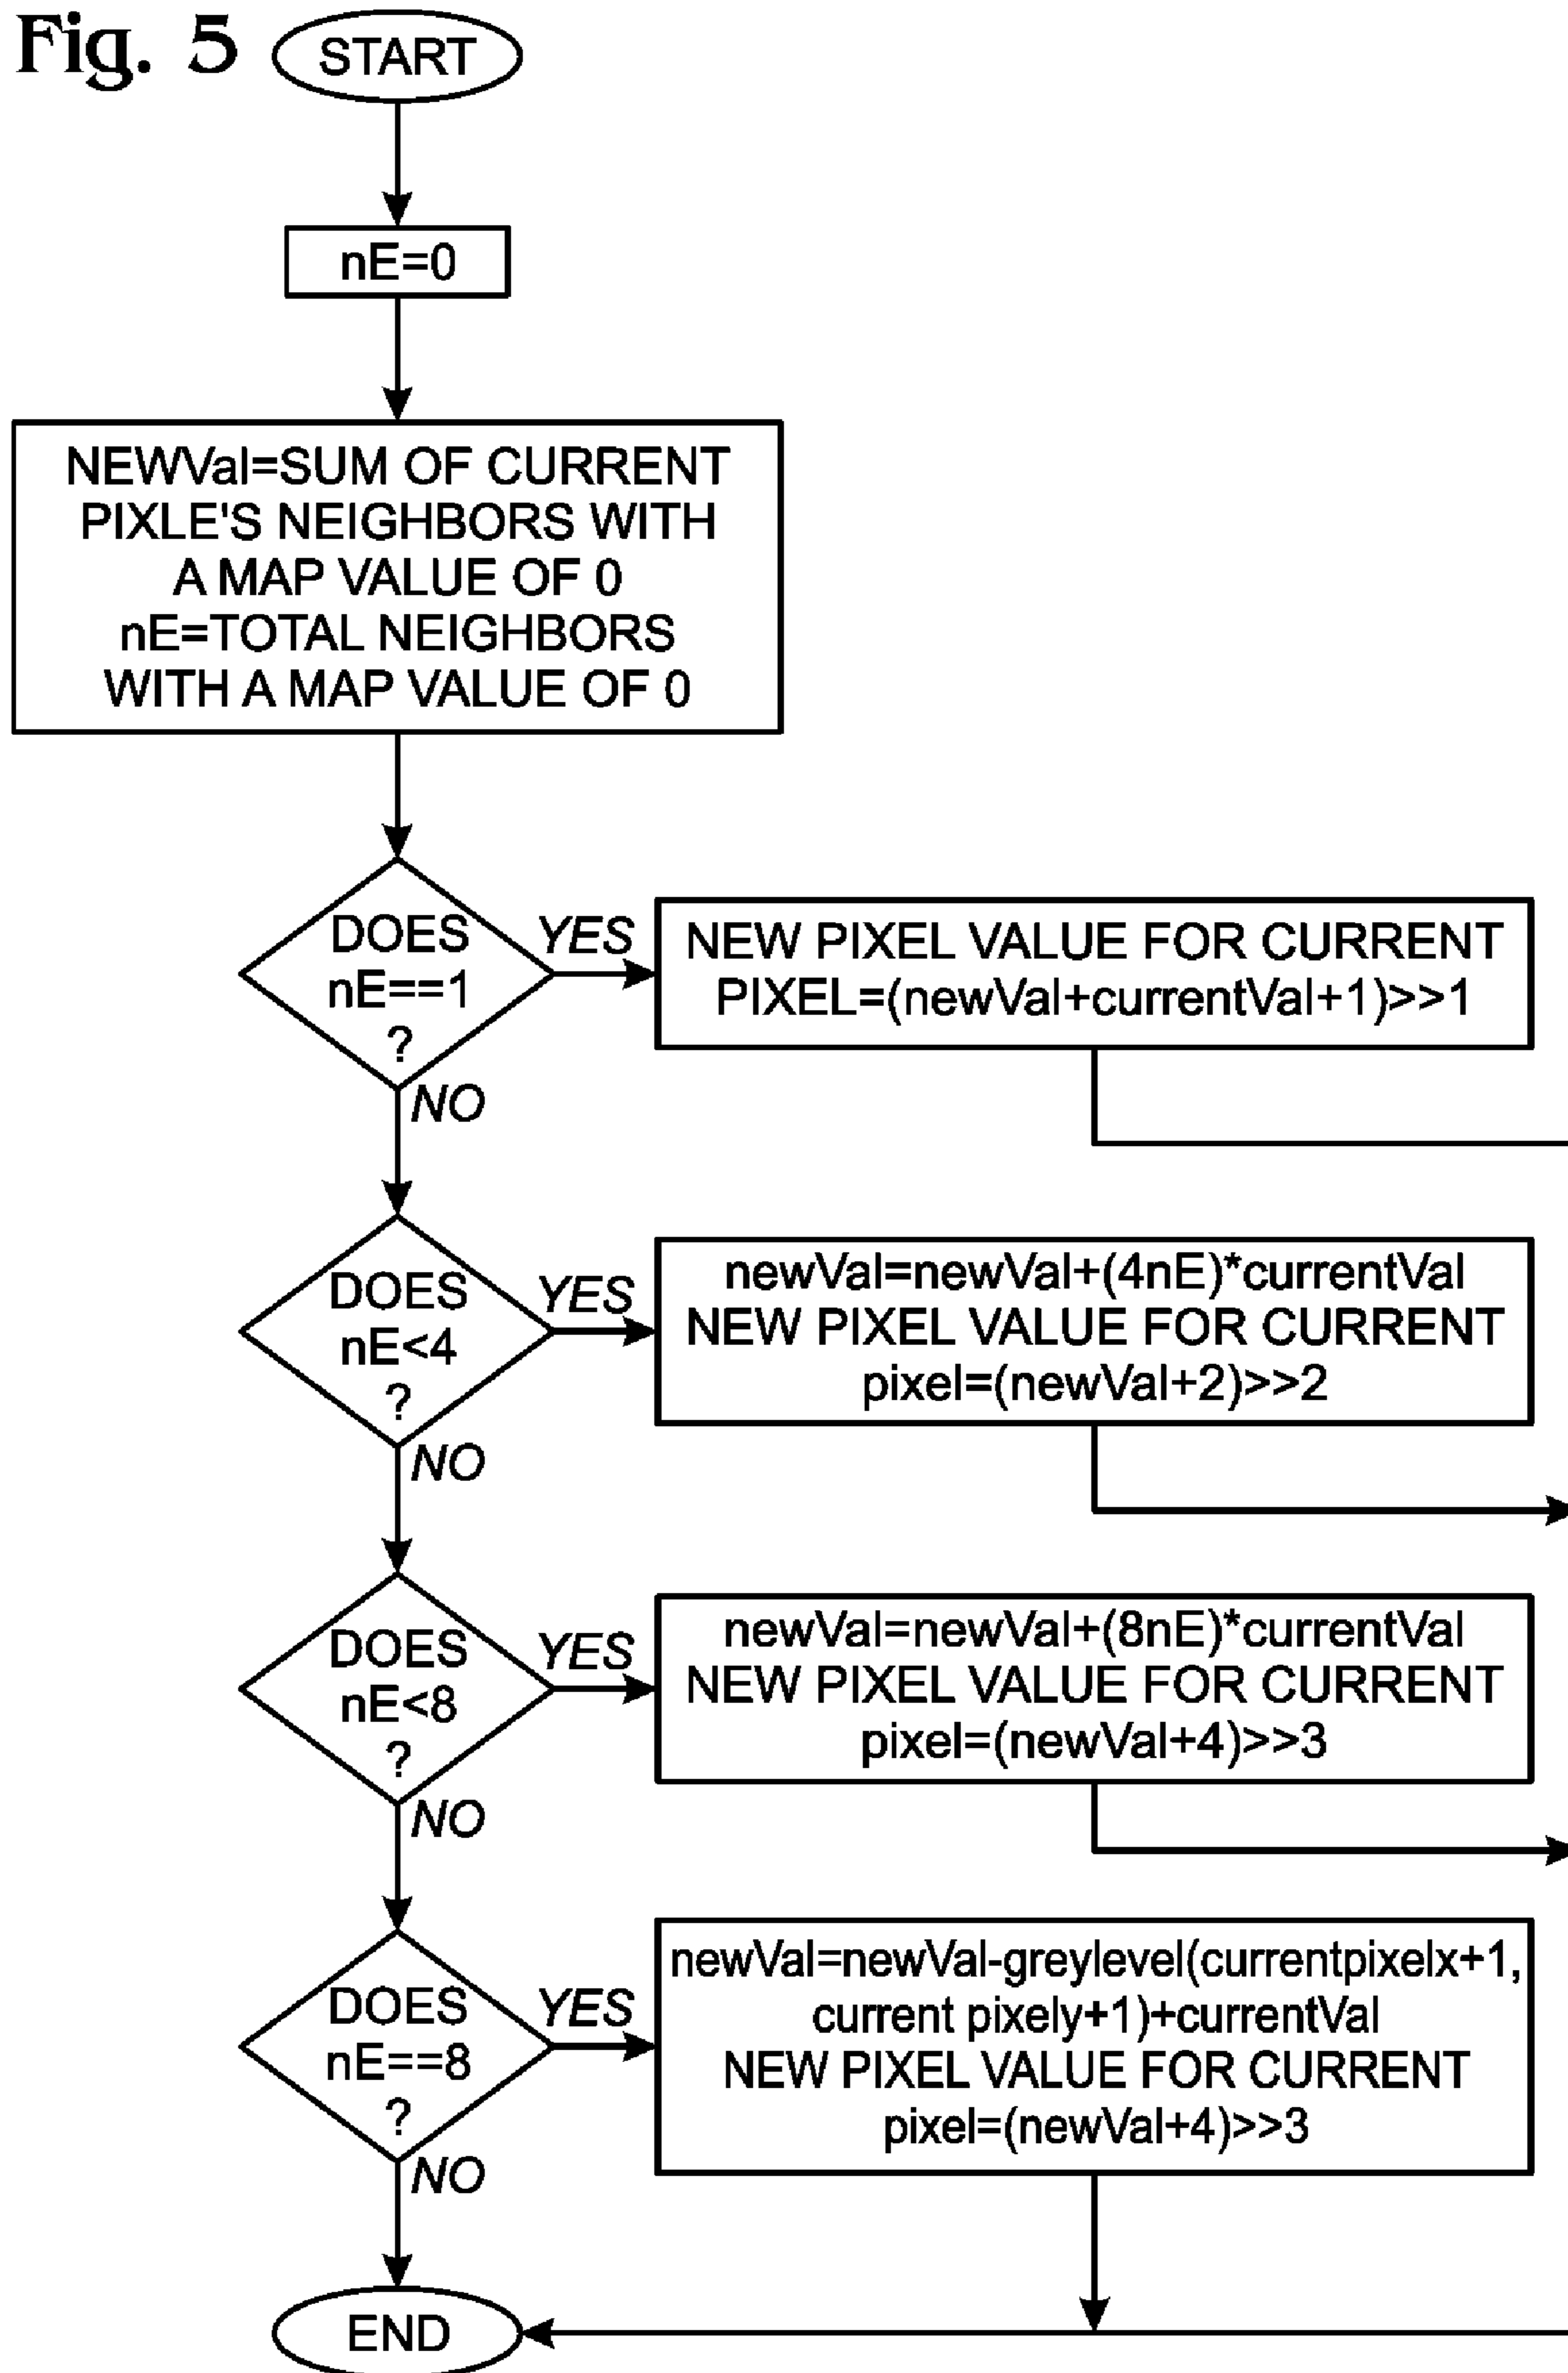 Fig. 5
START
nE=0
NEWVal=SUM OF CURRENT
PIXLE'S NEIGHBORS WITH
A MAP VALUE OF 0
nE=TOTAL NEIGHBORS
WITH A MAP VALUE OF 0
DOES
nE==1
?
YES
NEW PIXEL VALUE FOR CURRENT
PIXEL=(newVal+currentVal+1)>>1
NO
DOES
nE<4
?
YES
newVal=newVal+(4nE)*currentVal
NEW PIXEL VALUE FOR CURRENT
pixel=(newVal+2)>>2
NO
DOES
nE<8
?
YES
newVal=newVal+(8nE)*currentVal
NEW PIXEL VALUE FOR CURRENT
pixel=(newVal+4)>>3
NO
DOES
nE==8
?
YES
newVal=newVal-greylevel(currentpixelx+1,
current pixely+1)+currentVal
NEW PIXEL VALUE FOR CURRENT
pixel=(newVal+4)>>3
NO
END